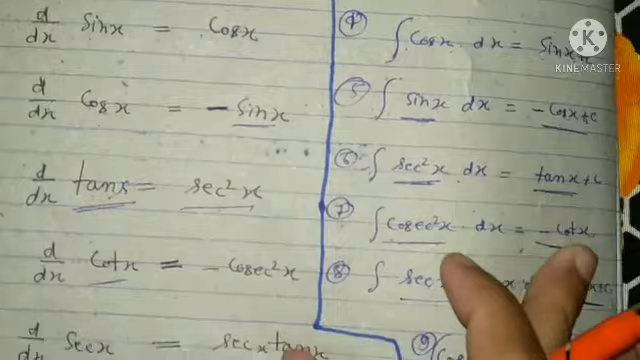 d/dx sinx = cosx
d/dx cosx = - sinx
d/dx tanx = sec²x
d/dx cotx = - cosec²x
d/dx secx = secx tanx
④ ∫ cosx · dx = sinx+c
⑤ ∫ sinx dx = - cosx+c
⑥ ∫ sec²x dx = tanx+c
⑦ ∫ cosec²x · dx = - cotx
⑧ ∫ sec
⑨
KINEMASTER